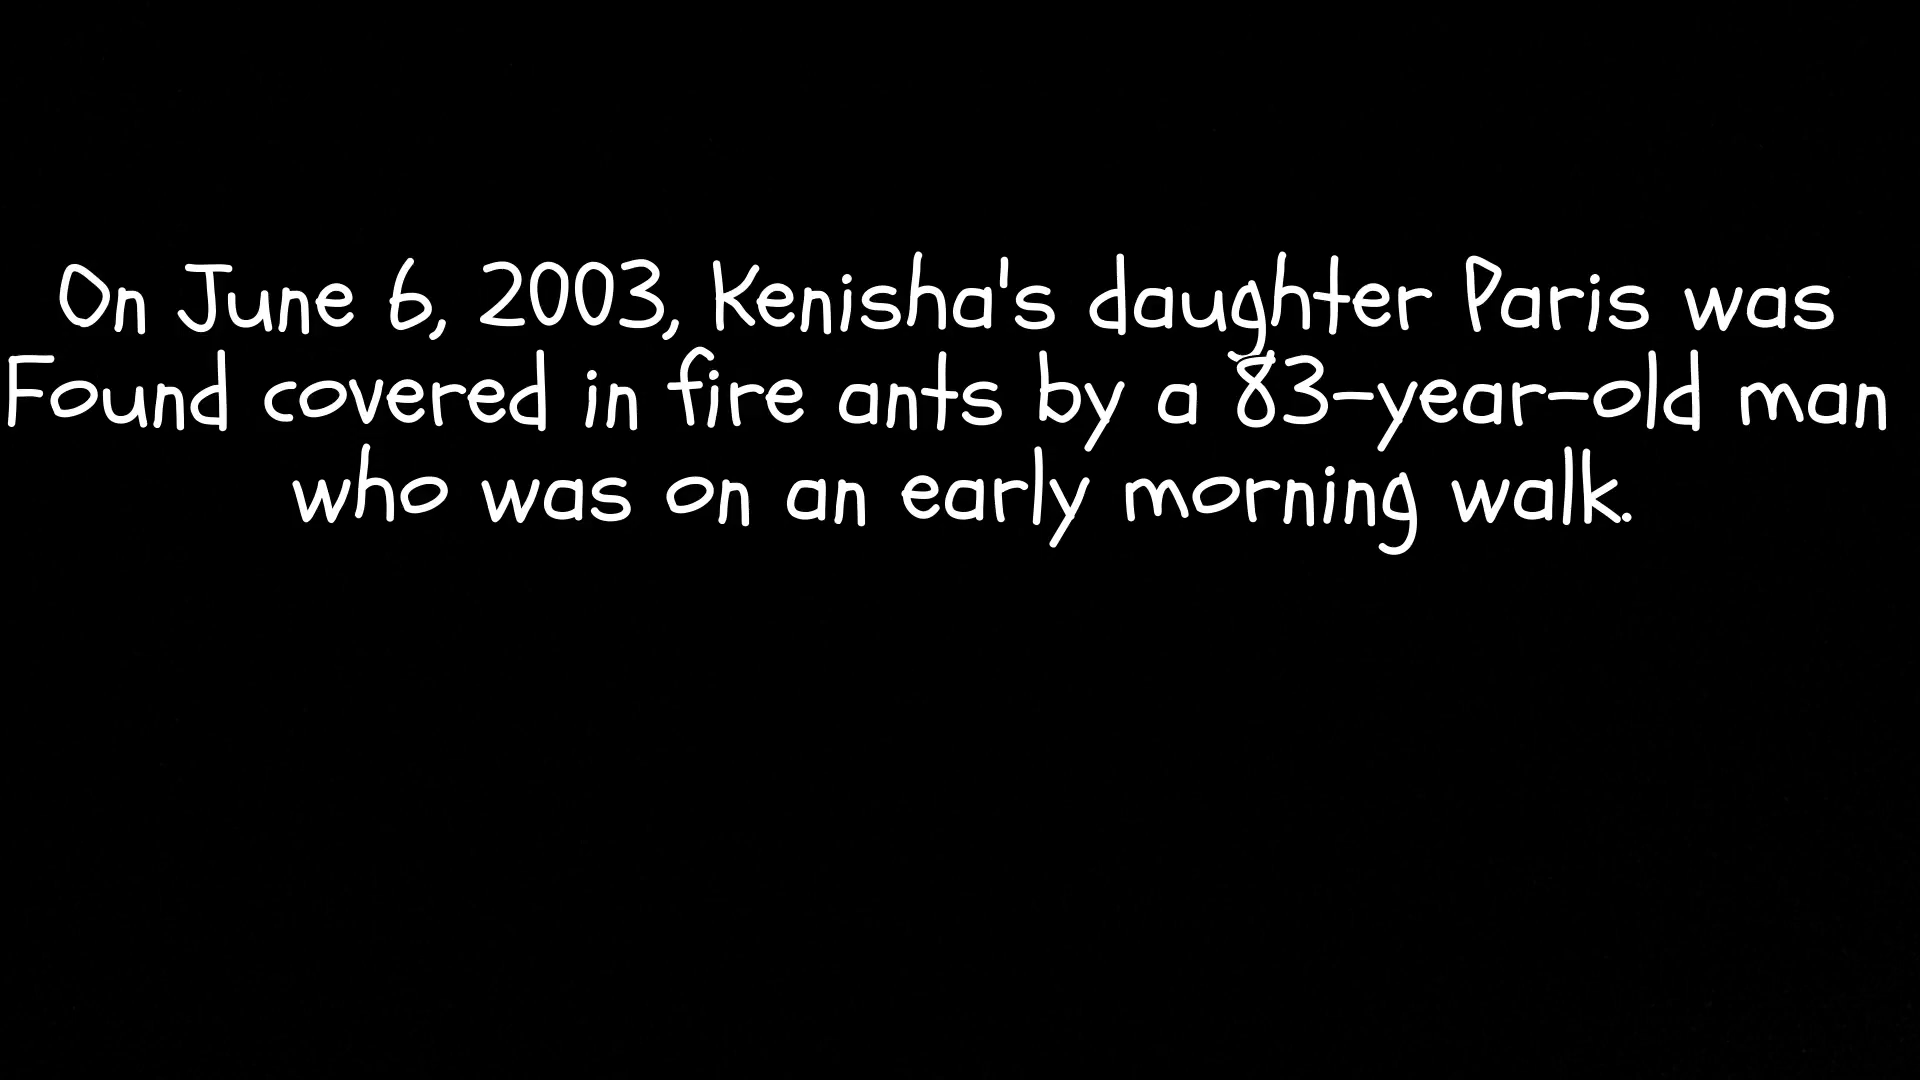 On June 6, 2003, Kenisha's daughter Paris was
Found covered in fire ants by a 83-year-old man
who was on an early morning walk.